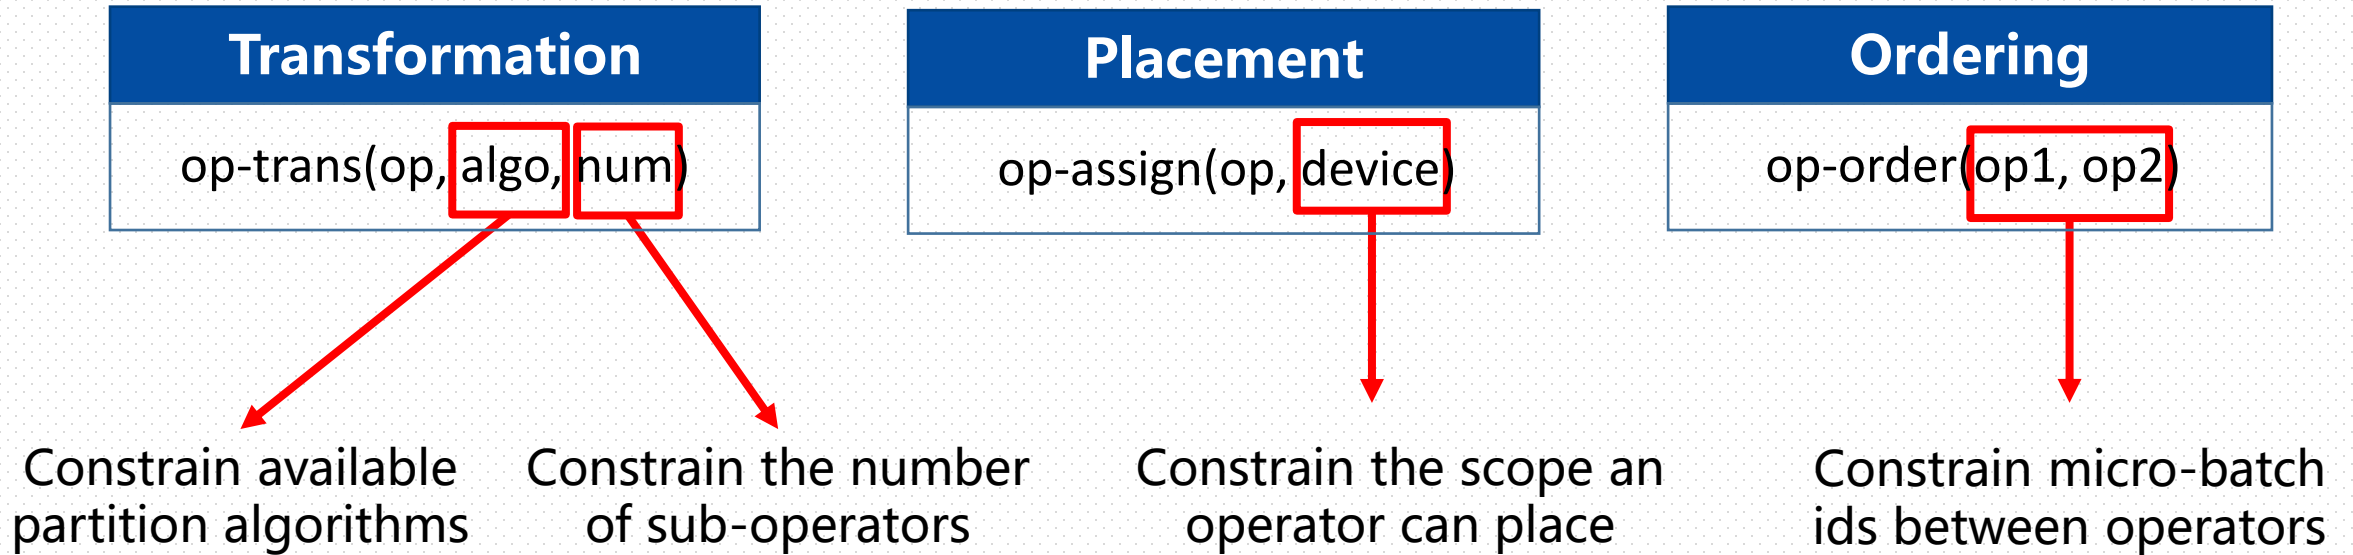 Transformation
op-trans(op, algo, num)
Constrain available
partition algorithms
Constrain the number
of sub-operators
Placement
op-assign(op, device)
Constrain the scope an
operator can place
Ordering
op-order(op1, op2)
Constrain micro-batch
ids between operators